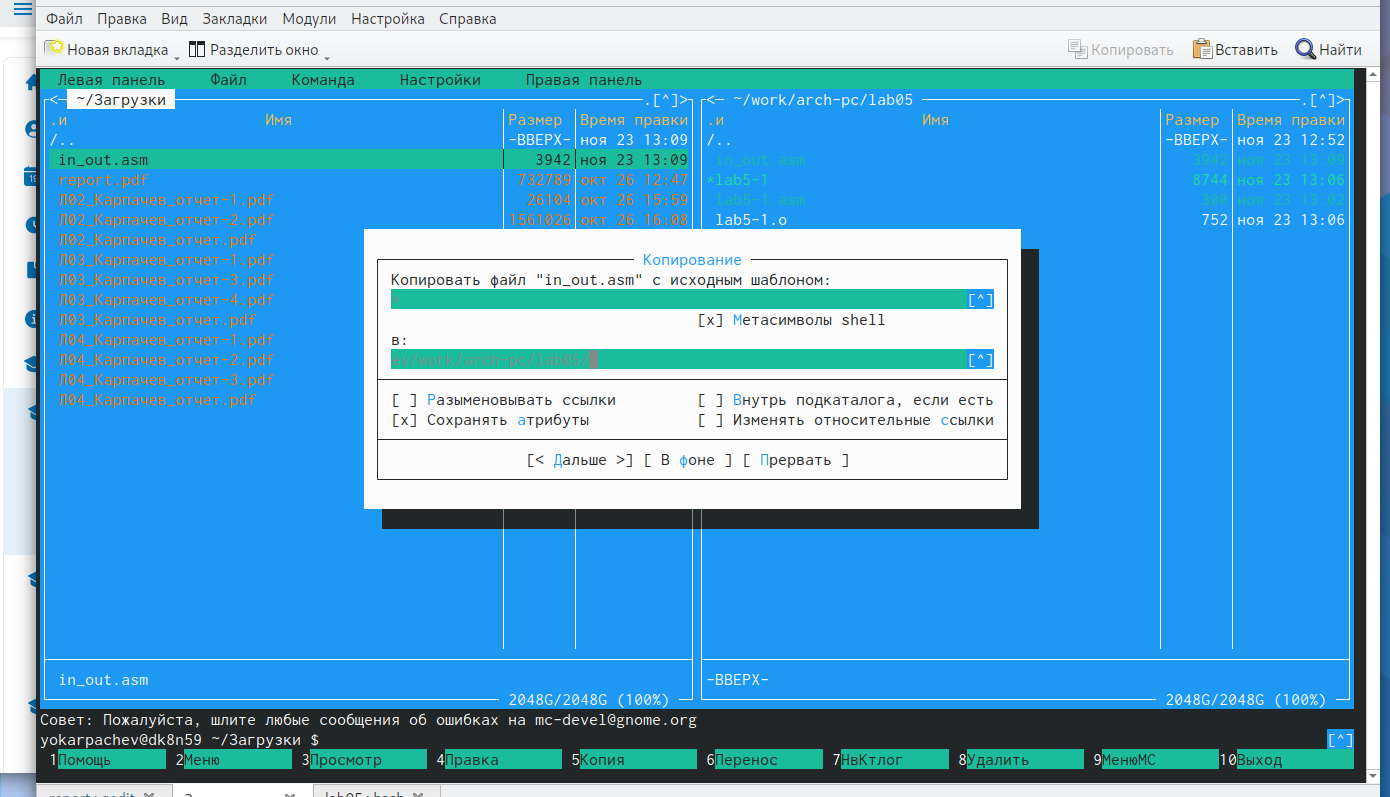 Файл Правка Вид Закладки Модули Настройка Справка
Новая вкладка Разделить окно Копировать Вставить Найти
Левая панель Файл Команда Настройки Правая панель
<─ ~/Загрузки .[^]> <─ ~/work/arch-pc/lab05 .[^]>
.и Имя Размер Время правки .и Имя Размер Время правки
/.. -ВВЕРХ- ноя 23 13:09 /.. -ВВЕРХ- ноя 23 12:52
in_out.asm 3942 ноя 23 13:09 in_out.asm 3942 ноя 23 13:09
report.pdf 732789 окт 26 12:47 *lab5-1 8744 ноя 23 13:06
Л02_Карпачев_отчет-1.pdf 26104 окт 26 15:59 lab5-1.asm 300 ноя 23 13:02
Л02_Карпачев_отчет-2.pdf 1561026 окт 26 16:08 lab5-1.o 752 ноя 23 13:06
Л02_Карпачев_отчет.pdf
Л03_Карпачев_отчет-1.pdf
Л03_Карпачев_отчет-3.pdf
Л03_Карпачев_отчет-4.pdf
Л03_Карпачев_отчет.pdf
Л04_Карпачев_отчет-1.pdf
Л04_Карпачев_отчет-2.pdf
Л04_Карпачев_отчет-3.pdf
Л04_Карпачев_отчет.pdf
Копирование
Копировать файл "in_out.asm" с исходным шаблоном:
* [^]
[x] Метасимволы shell
в:
ev/work/arch-pc/lab05/ [^]
[ ] Разыменовывать ссылки [ ] Внутрь подкаталога, если есть
[x] Сохранять атрибуты [ ] Изменять относительные ссылки
[< Дальше >] [ В фоне ] [ Прервать ]
in_out.asm -ВВЕРХ-
2048G/2048G (100%) 2048G/2048G (100%)
Совет: Пожалуйста, шлите любые сообщения об ошибках на mc-devel@gnome.org
yokarpachev@dk8n59 ~/Загрузки $ [^]
1Помощь 2Меню 3Просмотр 4Правка 5Копия 6Перенос 7НвКтлог 8Удалить 9МенюМС 10Выход